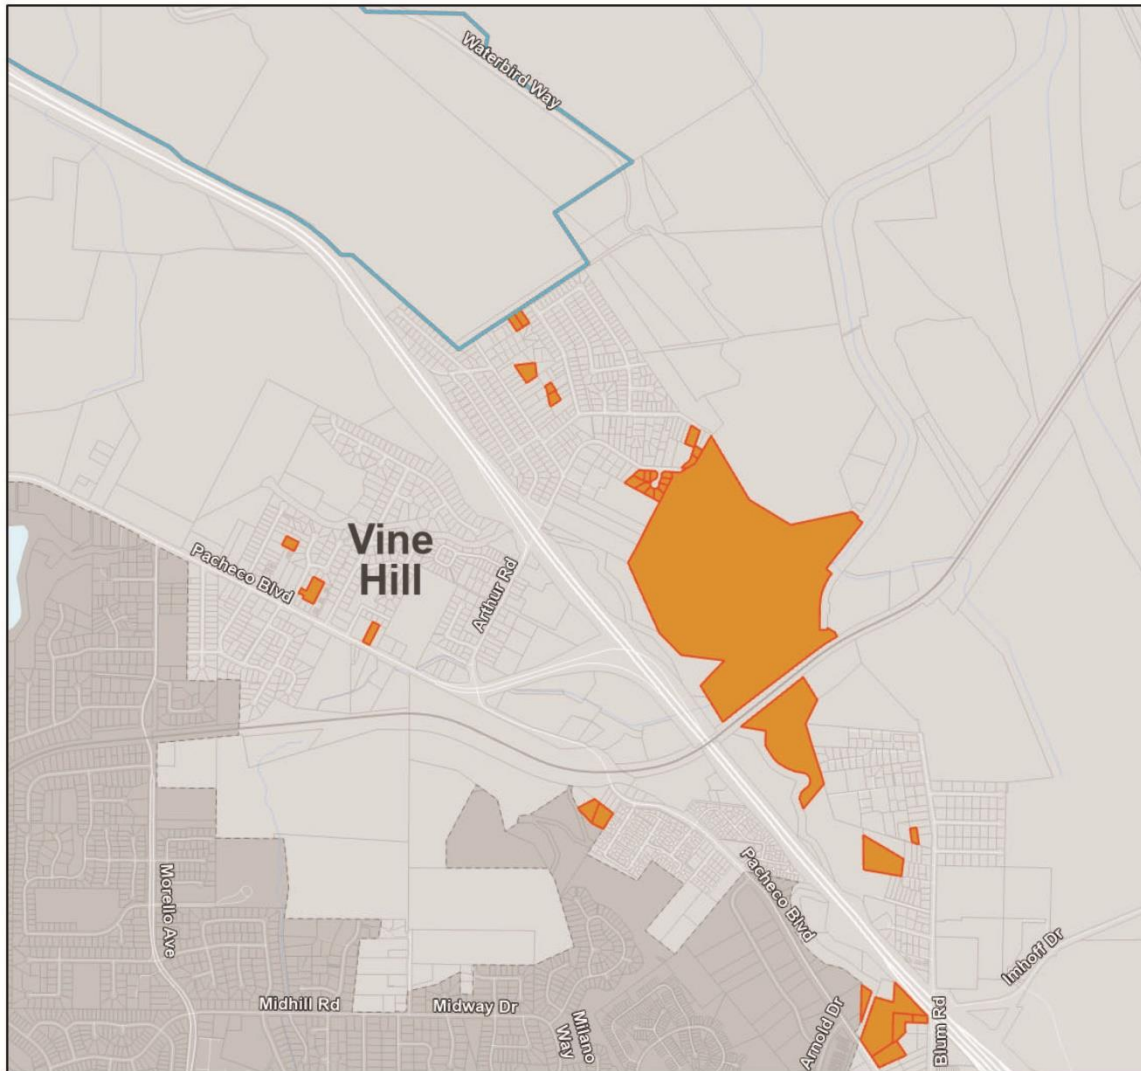 Waterbird Way
Vine
Hill
Pacheco Blvd
Arthur Rd
Pacheco Blvd
Morello Ave
Imhoff Dr
Midhill Rd
Midway Dr
Milano
Way
Arnold Dr
Blum Rd